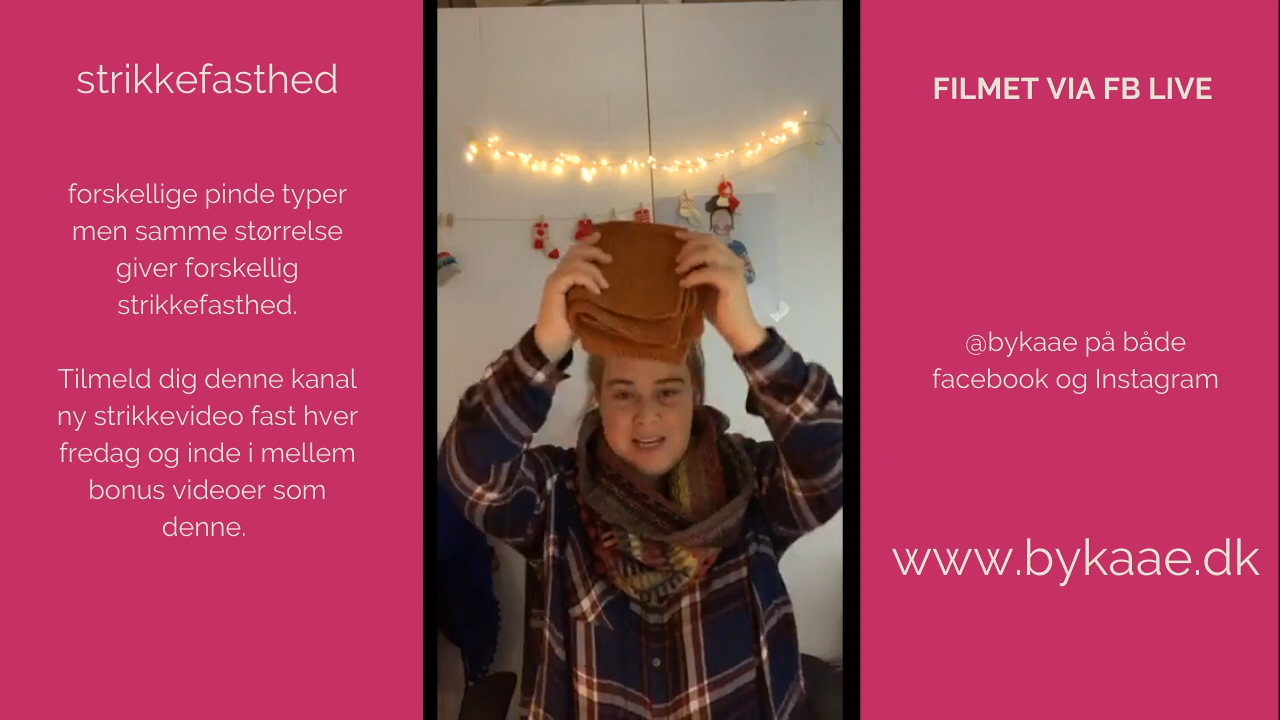 strikkefasthed
forskellige pinde typer
men samme størrelse
giver forskellig
strikkefasthed.
Tilmeld dig denne kanal
ny strikkevideo fast hver
fredag og inde i mellem
bonus videoer som
denne.
FILMET VIA FB LIVE
@bykaae på både
facebook og Instagram
www.bykaae.dk